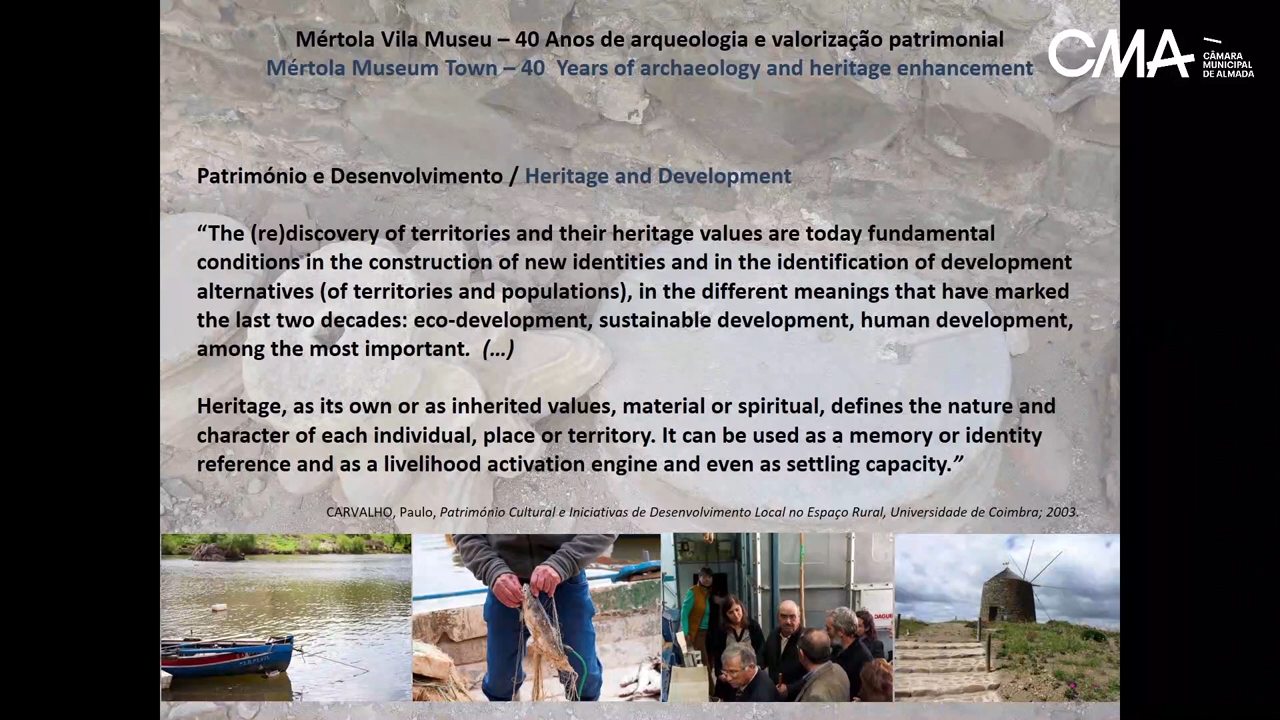 Mértola Vila Museu – 40 Anos de arqueologia e valorização patrimonial
Mértola Museum Town – 40 Years of archaeology and heritage enhancement
CMA CÂMARA
MUNICIPAL
DE ALMADA
Património e Desenvolvimento / Heritage and Development
“The (re)discovery of territories and their heritage values are today fundamental
conditions in the construction of new identities and in the identification of development
alternatives (of territories and populations), in the different meanings that have marked
the last two decades: eco-development, sustainable development, human development,
among the most important. (…)
Heritage, as its own or as inherited values, material or spiritual, defines the nature and
character of each individual, place or territory. It can be used as a memory or identity
reference and as a livelihood activation engine and even as settling capacity.”
CARVALHO, Paulo, Património Cultural e Iniciativas de Desenvolvimento Local no Espaço Rural, Universidade de Coimbra; 2003.